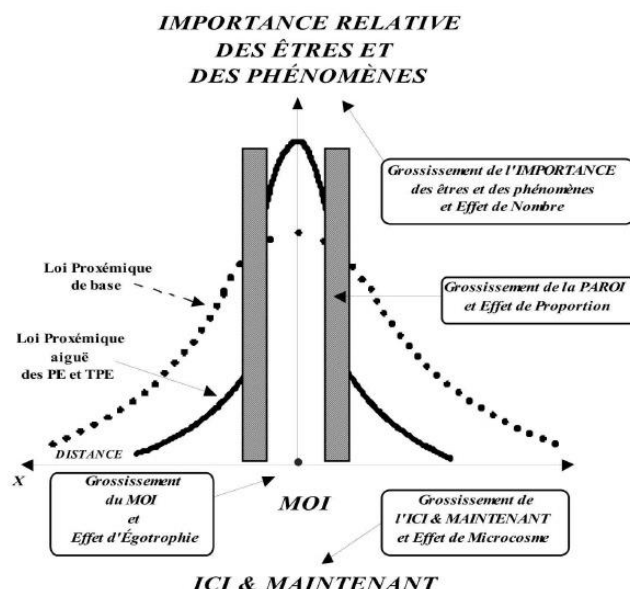 IMPORTANCE RELATIVE
DES ÊTRES ET
DES PHÉNOMÈNES
Grossissement de l'IMPORTANCE
des êtres et des phénomènes
et Effet de Nombre
Loi Proxémique
de base
Grossissement de la PAROI
et Effet de Proportion
Loi Proxémique
aiguë
des PE et TPE
DISTANCE
X
Grossissement
du MOI
et
Effet d'Égotrophie
MOI
Grossissement de
l'ICI & MAINTENANT
et Effet de Microcosme
ICI & MAINTENANT